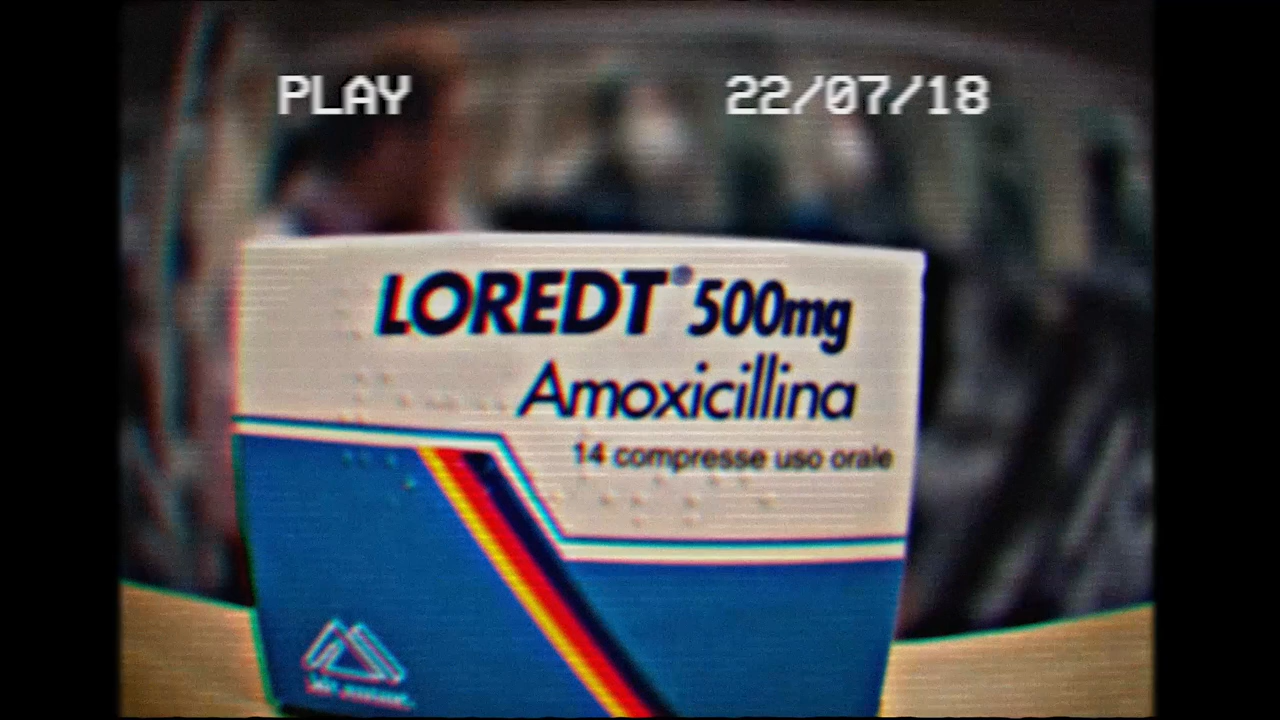 PLAY
22/07/18
LOREDT® 500mg
Amoxicillina
14 compresse uso orale